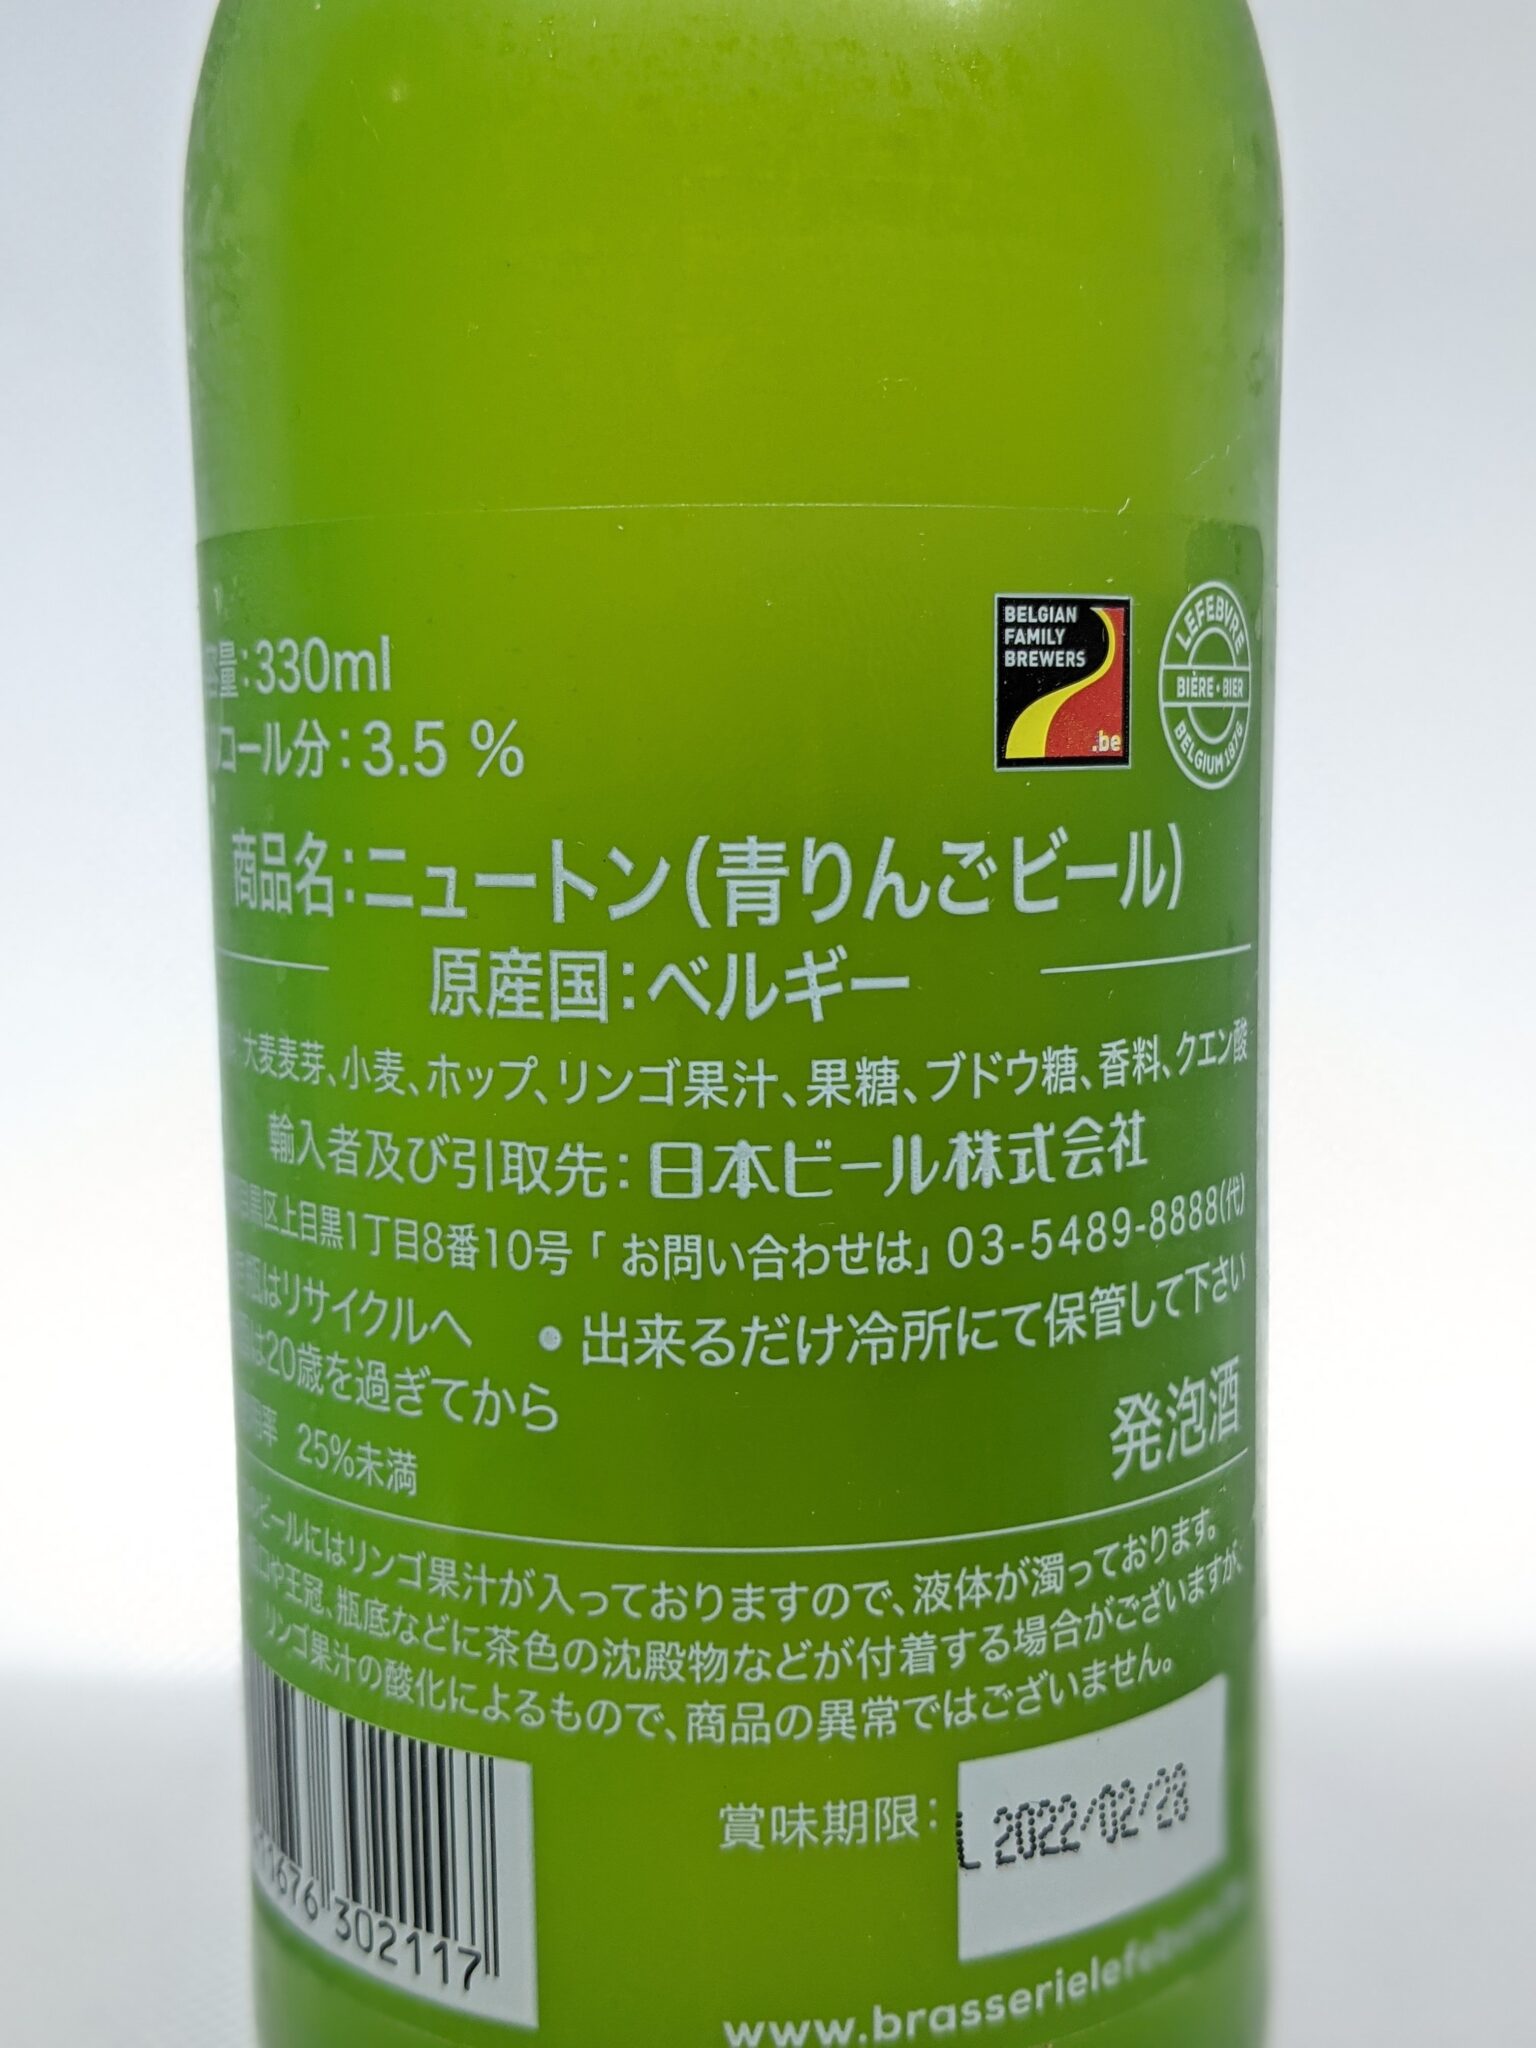 BELGIAN
FAMILY
BREWERS
.be
LEFEBVRE
BIÈRE・BIER
BELGIUM 1876
容量:330ml
コール分:3.5 %
商品名:ニュートン(青りんごビール)
原産国:ベルギー
大麦麦芽、小麦、ホップ、リンゴ果汁、果糖、ブドウ糖、香料、クエン酸
輸入者及び引取先:日本ビール株式会社
目黒区上目黒1丁目8番10号「お問い合わせは」03-5489-8888(代)
瓶はリサイクルへ ・出来るだけ冷所にて保管して下さい
は20歳を過ぎてから
用率 25%未満
発泡酒
ビールにはリンゴ果汁が入っておりますので、液体が濁っております。
口や王冠、瓶底などに茶色の沈殿物などが付着する場合がございますが、
リンゴ果汁の酸化によるもので、商品の異常ではございません。
賞味期限:
L 2022/02/28
1676 302117
www.brasserielefeb